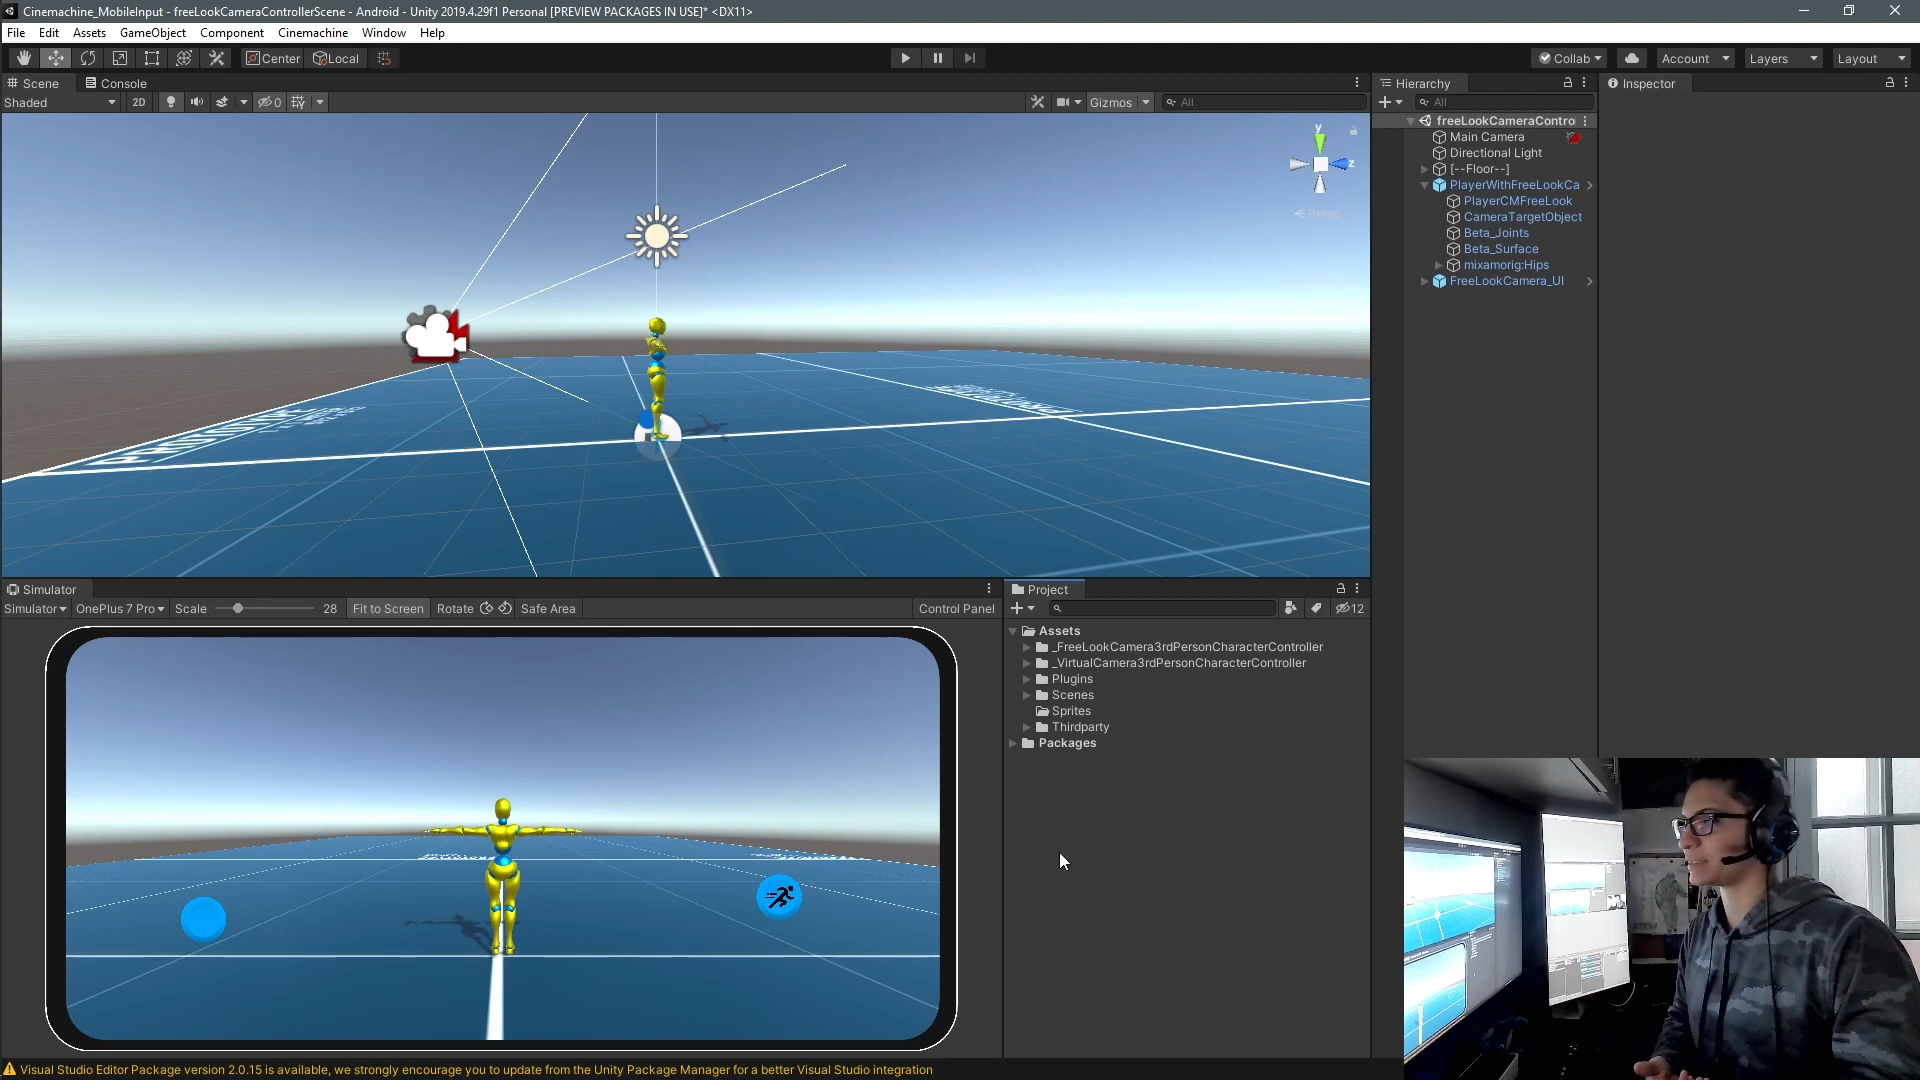 Cinemachine_MobileInput - freeLookCameraControllerScene - Android - Unity 2019.4.29f1 Personal [PREVIEW PACKAGES IN USE]* <DX11>
File Edit Assets GameObject Component Cinemachine Window Help
Center Local Collab Account Layers Layout
Scene Console
Shaded 2D 0 Gizmos All
y
z
Persp
Hierarchy
All
freeLookCameraContro
Main Camera
Directional Light
[--Floor--]
PlayerWithFreeLookCa
PlayerCMFreeLook
CameraTargetObject
Beta_Joints
Beta_Surface
mixamorig:Hips
FreeLookCamera_UI
Inspector
Simulator
Simulator OnePlus 7 Pro Scale 28 Fit to Screen Rotate Safe Area Control Panel
Project
12
Assets
_FreeLookCamera3rdPersonCharacterController
_VirtualCamera3rdPersonCharacterController
Plugins
Scenes
Sprites
Thirdparty
Packages
Visual Studio Editor Package version 2.0.15 is available, we strongly encourage you to update from the Unity Package Manager for a better Visual Studio integration